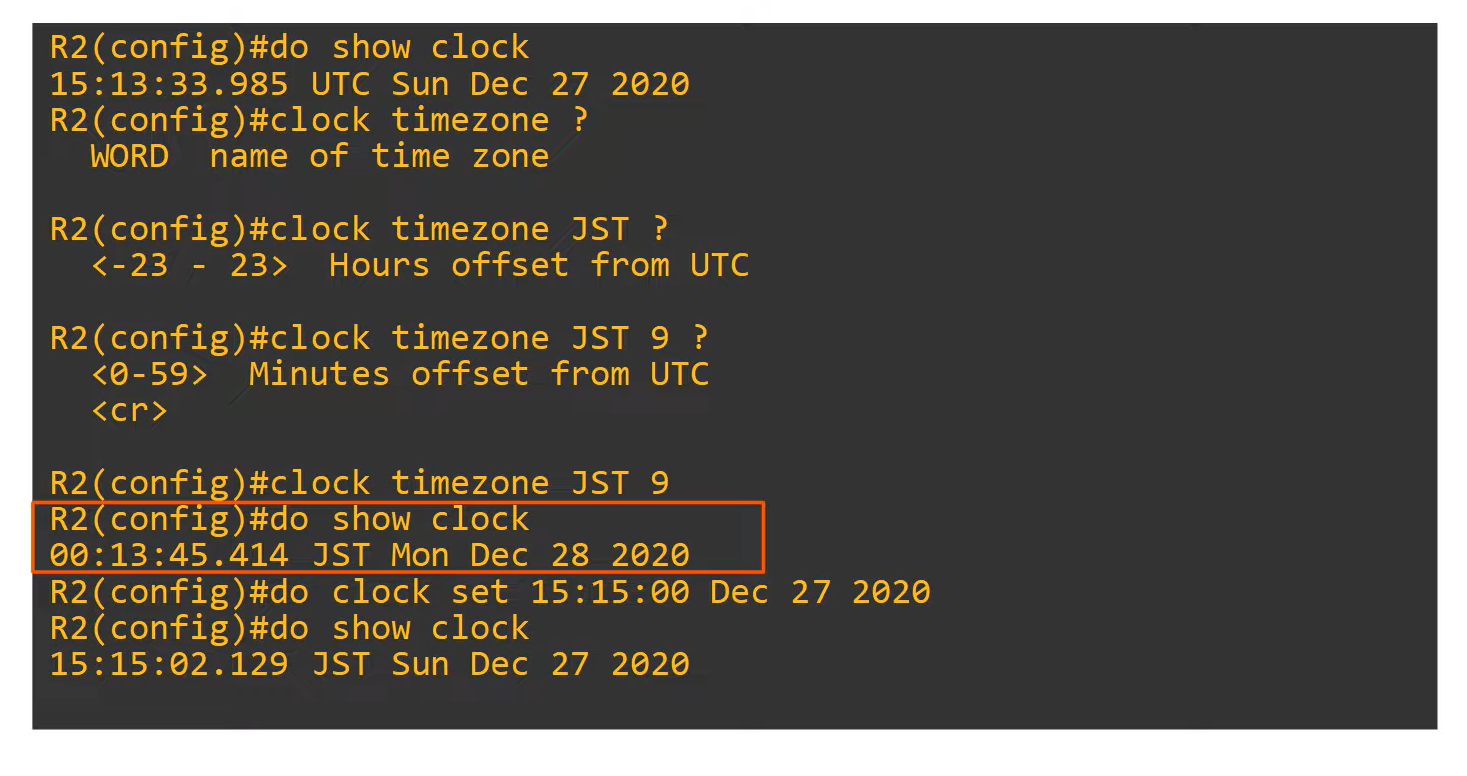 R2(config)#do show clock
15:13:33.985 UTC Sun Dec 27 2020
R2(config)#clock timezone ?
  WORD  name of time zone

R2(config)#clock timezone JST ?
  <-23 - 23>  Hours offset from UTC

R2(config)#clock timezone JST 9 ?
  <0-59>  Minutes offset from UTC
  <cr>

R2(config)#clock timezone JST 9
R2(config)#do show clock
00:13:45.414 JST Mon Dec 28 2020
R2(config)#do clock set 15:15:00 Dec 27 2020
R2(config)#do show clock
15:15:02.129 JST Sun Dec 27 2020